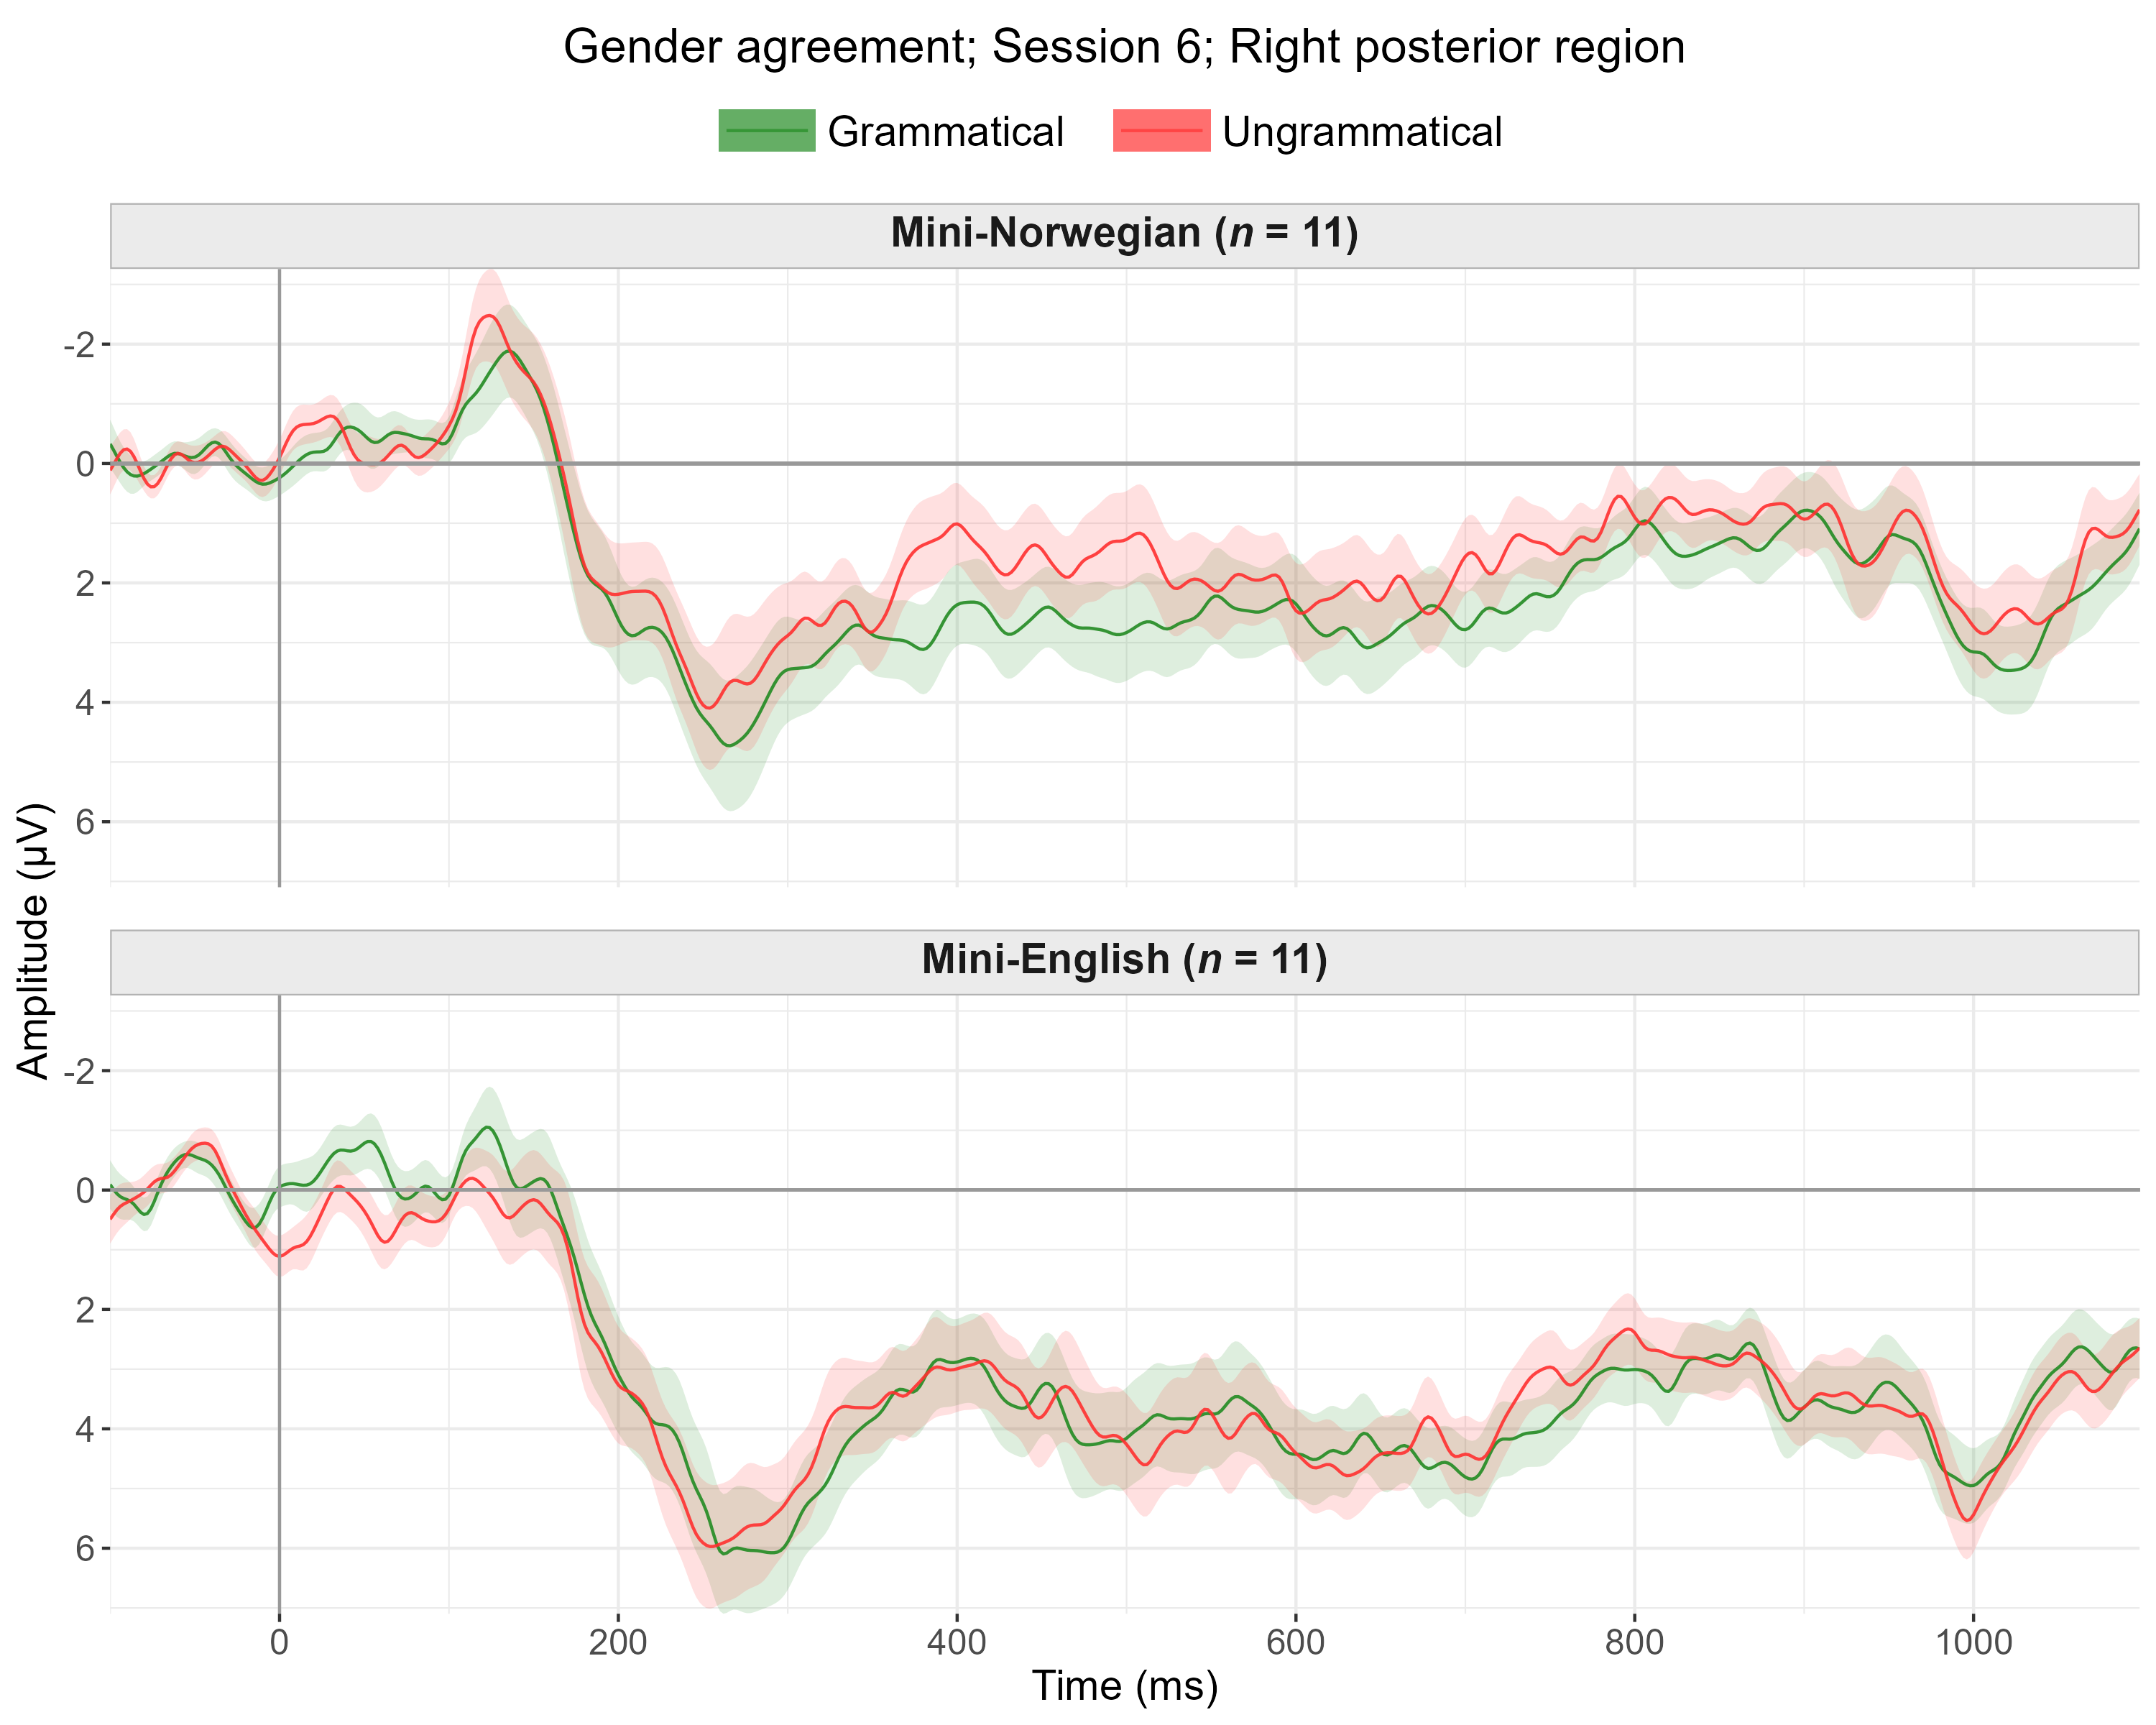 Gender agreement; Session 6; Right posterior region
Grammatical
Ungrammatical
Mini-Norwegian (n = 11)
-2
0
2
4
6
Amplitude (µV)
Mini-English (n = 11)
-2
0
2
4
6
0 200 400 600 800 1000
Time (ms)